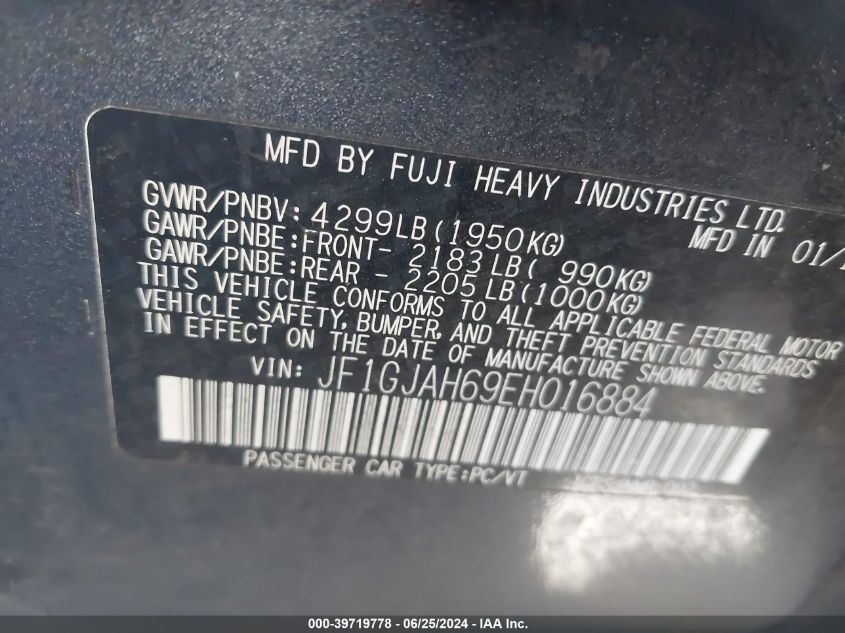 MFD BY FUJI HEAVY INDUSTRIES LTD.
MFD IN 01/1
GVWR/PNBV: 4299LB(1950KG)
GAWR/PNBE:FRONT- 2183LB( 990KG)
GAWR/PNBE:REAR - 2205LB(1000KG)
THIS VEHICLE CONFORMS TO ALL APPLICABLE FEDERAL MOTOR
VEHICLE SAFETY, BUMPER, AND THEFT PREVENTION STANDARDS
IN EFFECT ON THE DATE OF MANUFACTURE SHOWN ABOVE.
VIN: JF1GJAH69EH016884
PASSENGER CAR TYPE:PC/VT
000-39719778 - 06/25/2024 - IAA Inc.